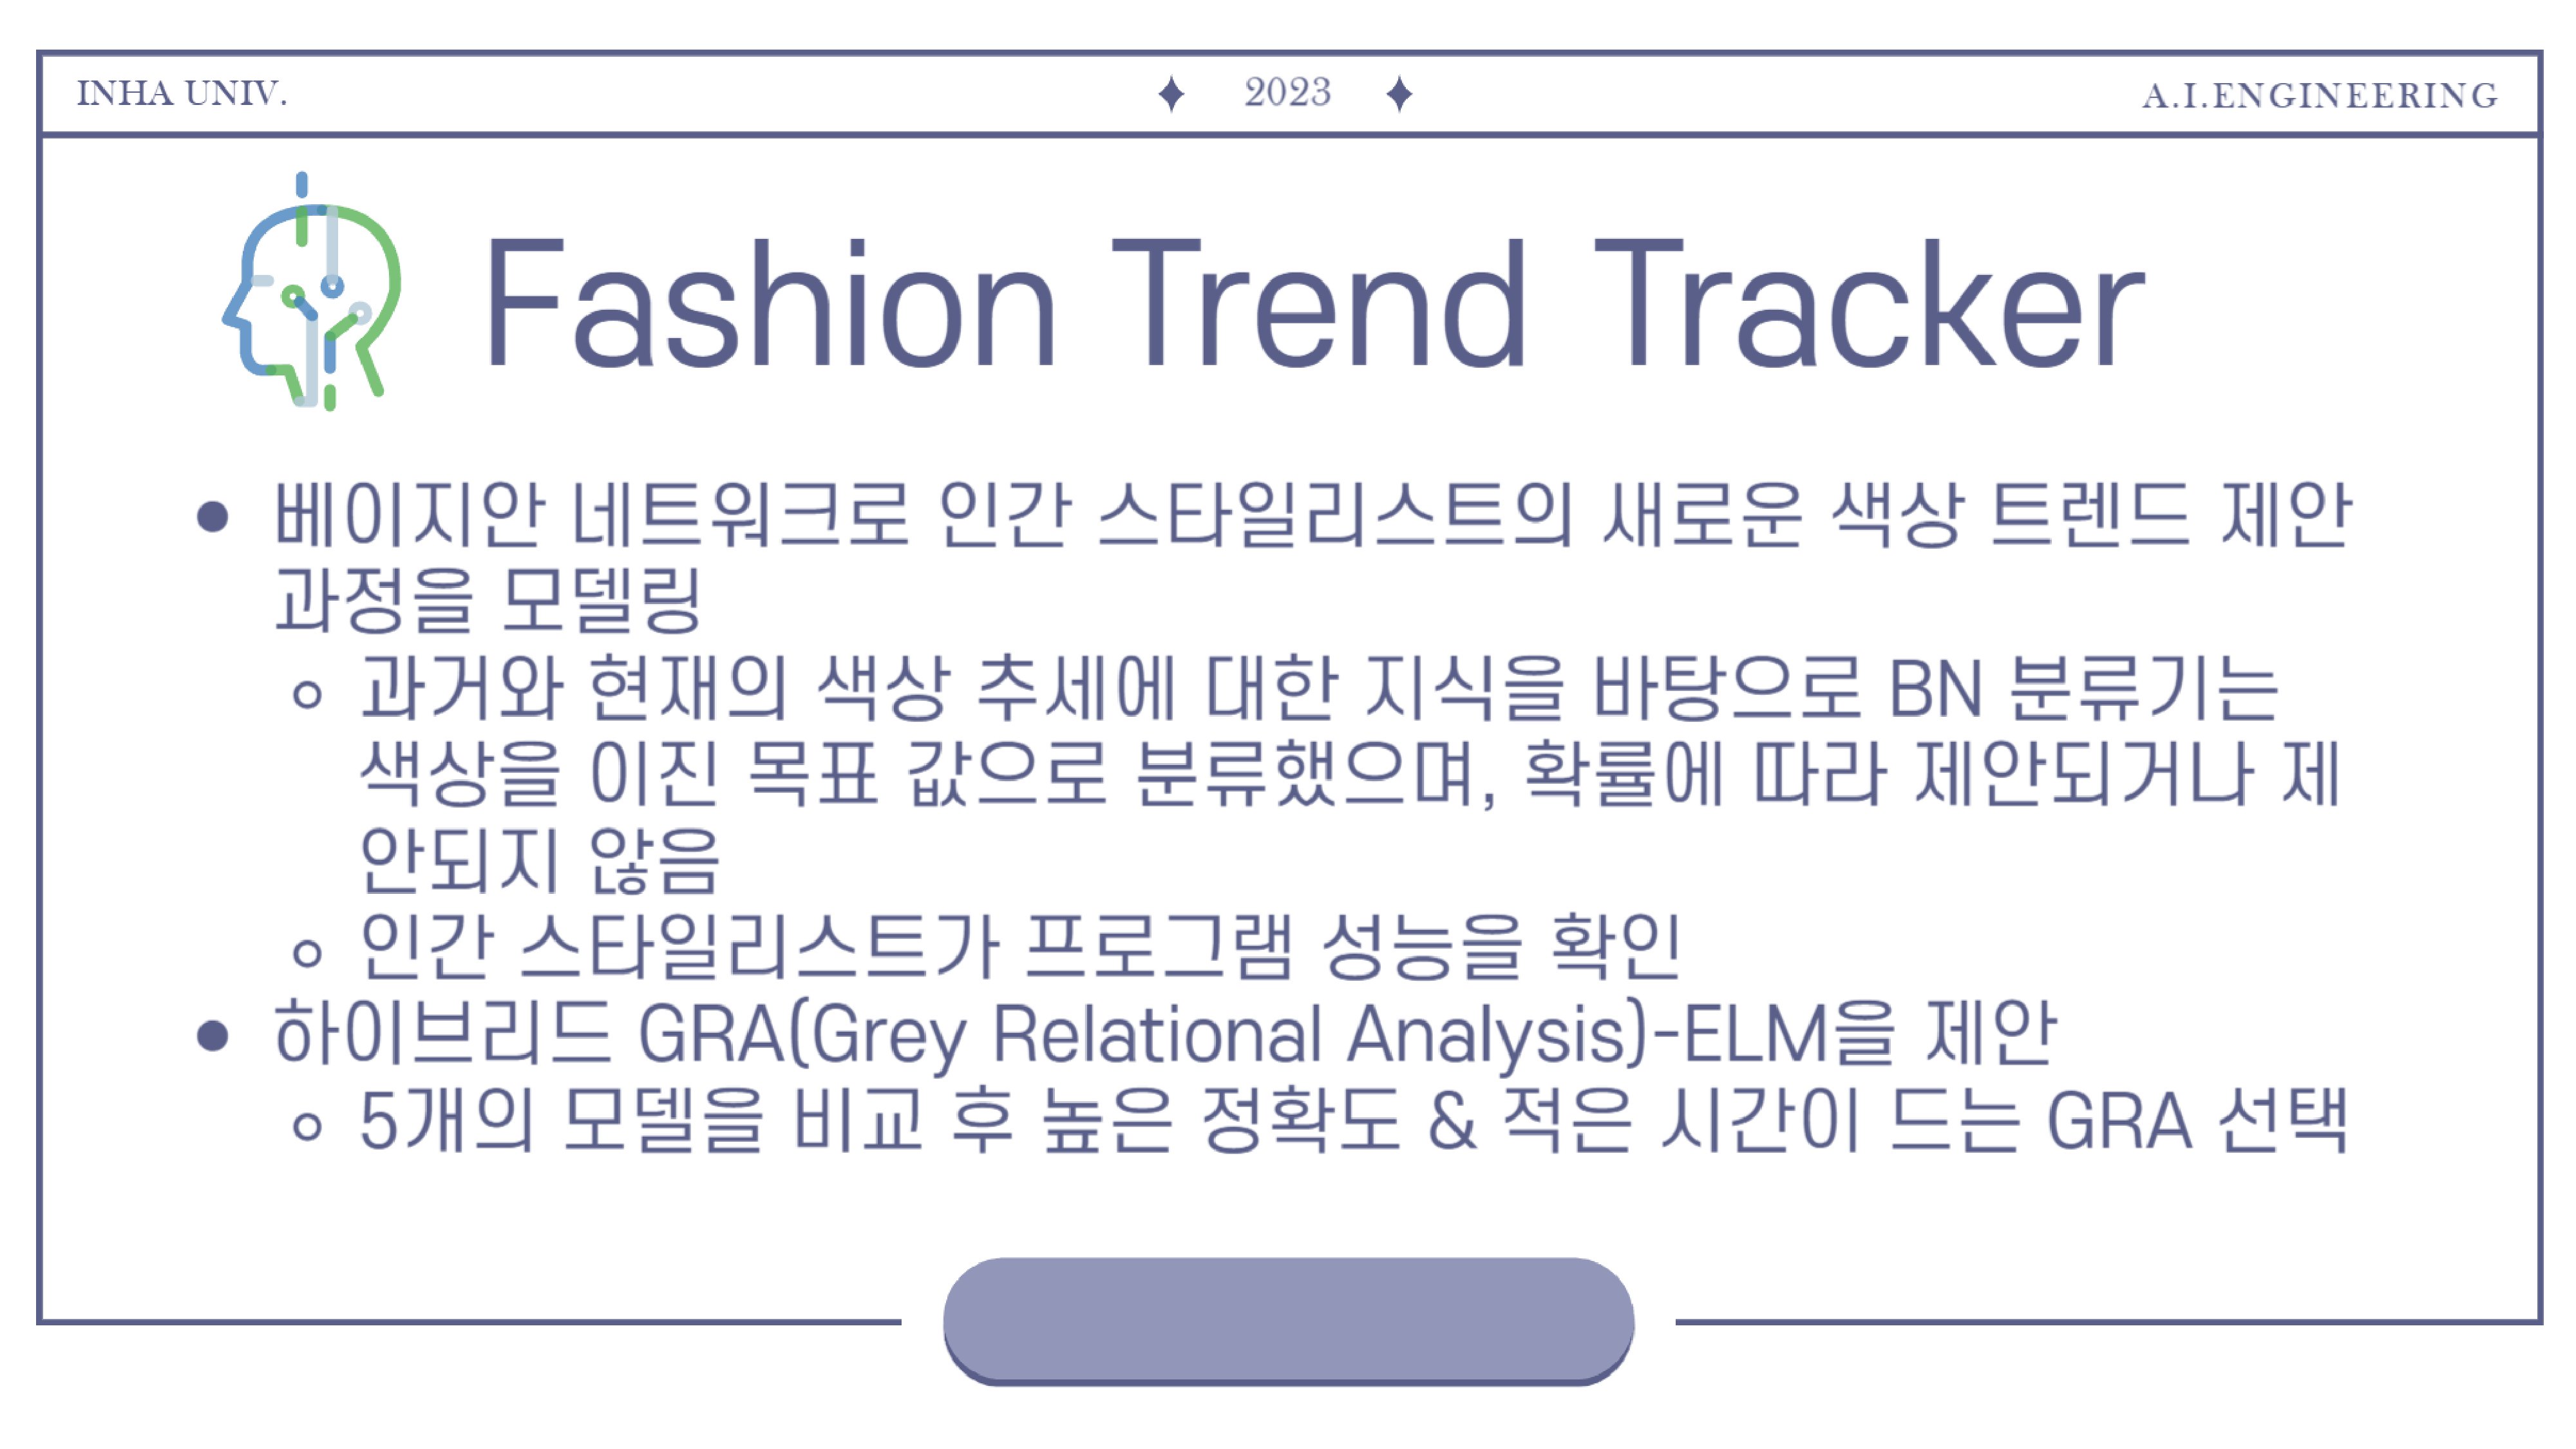 INHA UNIV.
2023
A.I.ENGINEERING
Fashion Trend Tracker
• 베이지안 네트워크로 인간 스타일리스트의 새로운 색상 트렌드 제안
과정을 모델링
◦ 과거와 현재의 색상 추세에 대한 지식을 바탕으로 BN 분류기는
색상을 이진 목표 값으로 분류했으며, 확률에 따라 제안되거나 제
안되지 않음
◦ 인간 스타일리스트가 프로그램 성능을 확인
• 하이브리드 GRA(Grey Relational Analysis)-ELM을 제안
◦ 5개의 모델을 비교 후 높은 정확도 & 적은 시간이 드는 GRA 선택